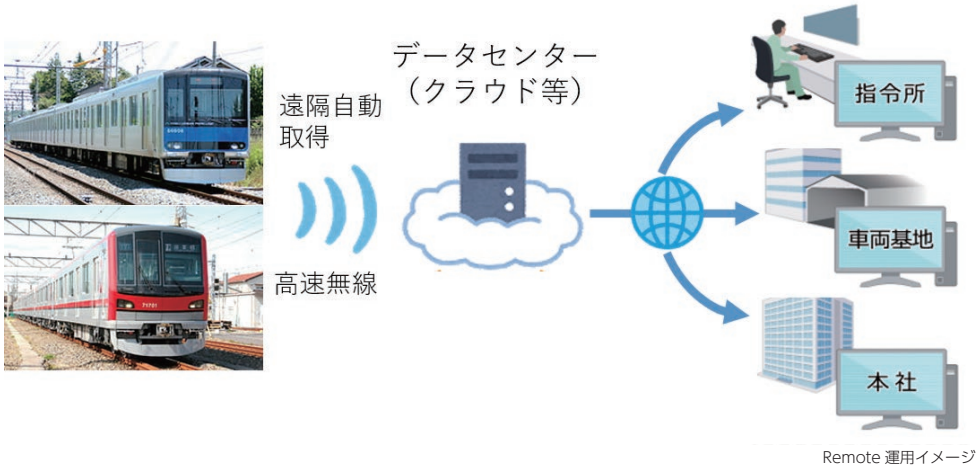 データセンター
（クラウド等）
遠隔自動
取得
高速無線
指令所
車両基地
本社
71701
Remote 運用イメージ